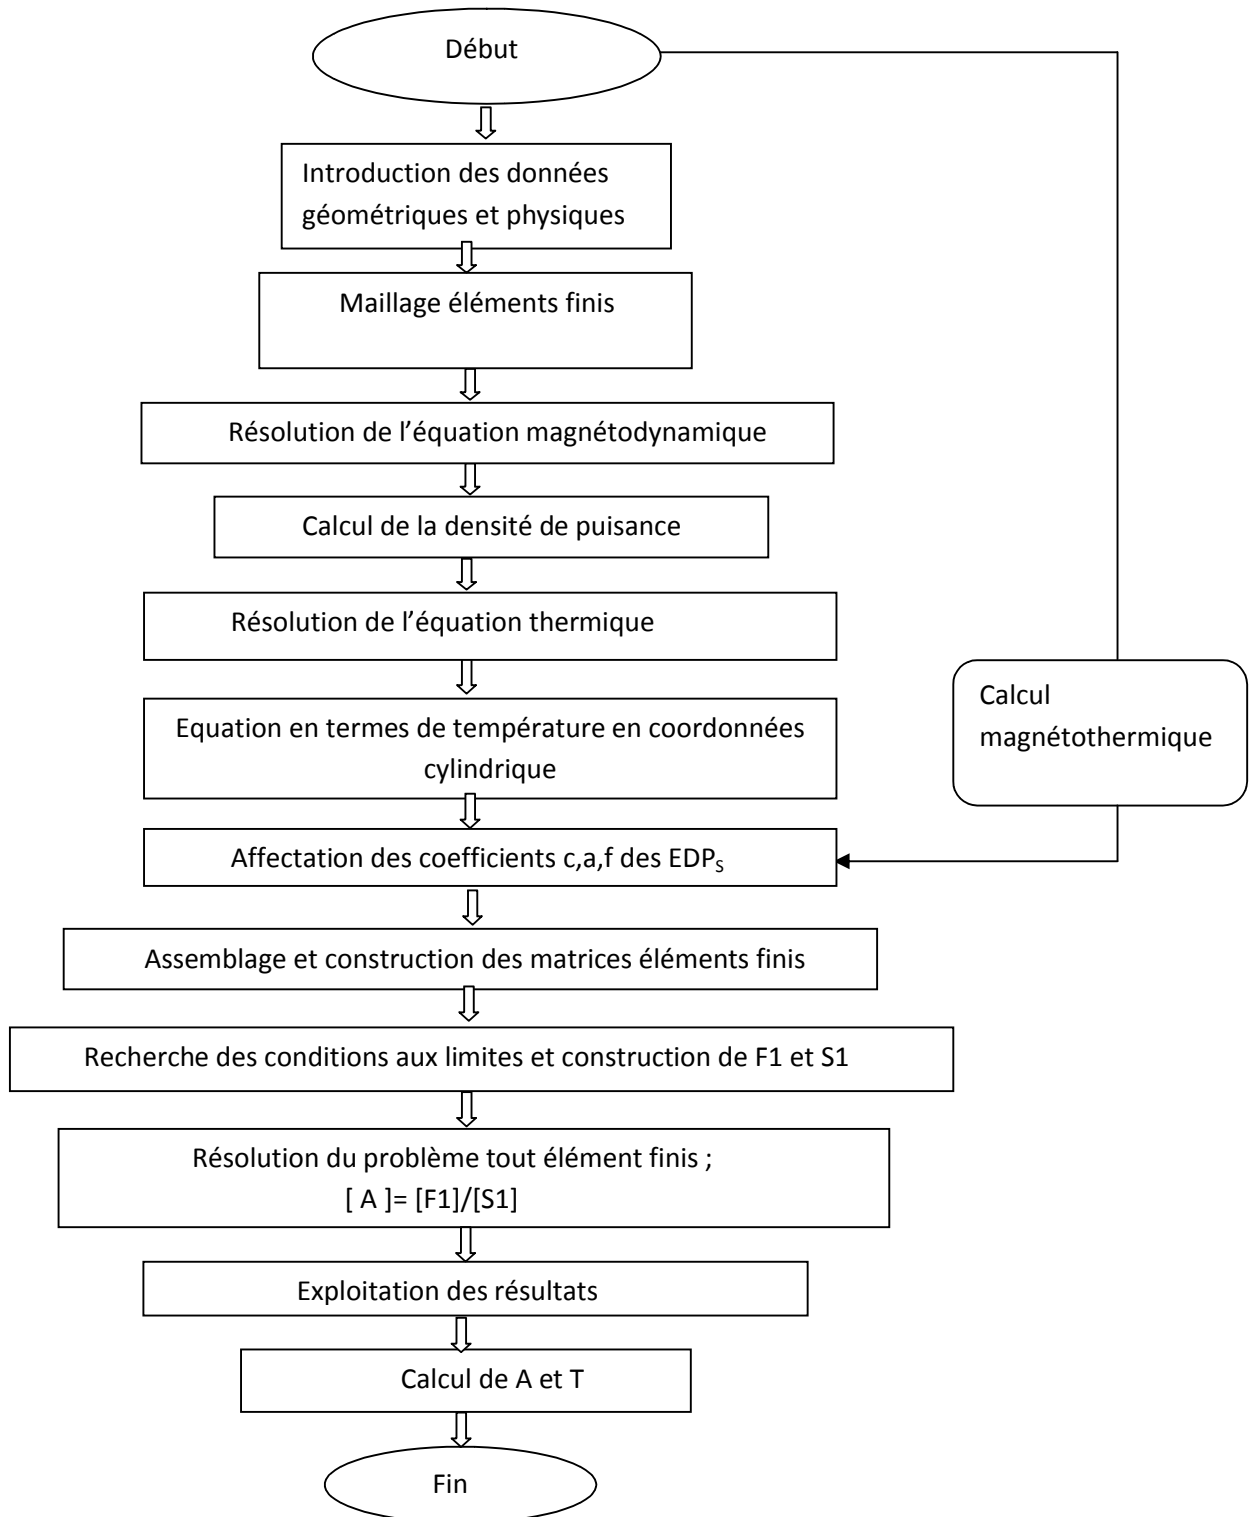 Début
Introduction des données
géométriques et physiques
Maillage éléments finis
Résolution de l’équation magnétodynamique
Calcul de la densité de puisance
Résolution de l’équation thermique
Equation en termes de température en coordonnées
cylindrique
Calcul
magnétothermique
Affectation des coefficients c,a,f des EDPS
Assemblage et construction des matrices éléments finis
Recherche des conditions aux limites et construction de F1 et S1
Résolution du problème tout élément finis ;
[ A ]= [F1]/[S1]
Exploitation des résultats
Calcul de A et T
Fin